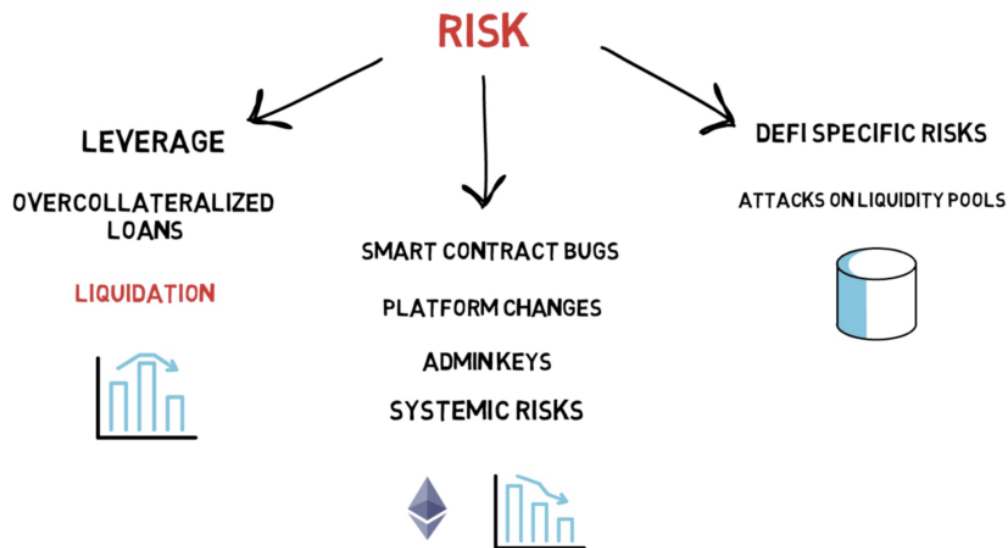 RISK
LEVERAGE
OVERCOLLATERALIZED
LOANS
LIQUIDATION
SMART CONTRACT BUGS
PLATFORM CHANGES
ADMIN KEYS
SYSTEMIC RISKS
DEFI SPECIFIC RISKS
ATTACKS ON LIQUIDITY POOLS